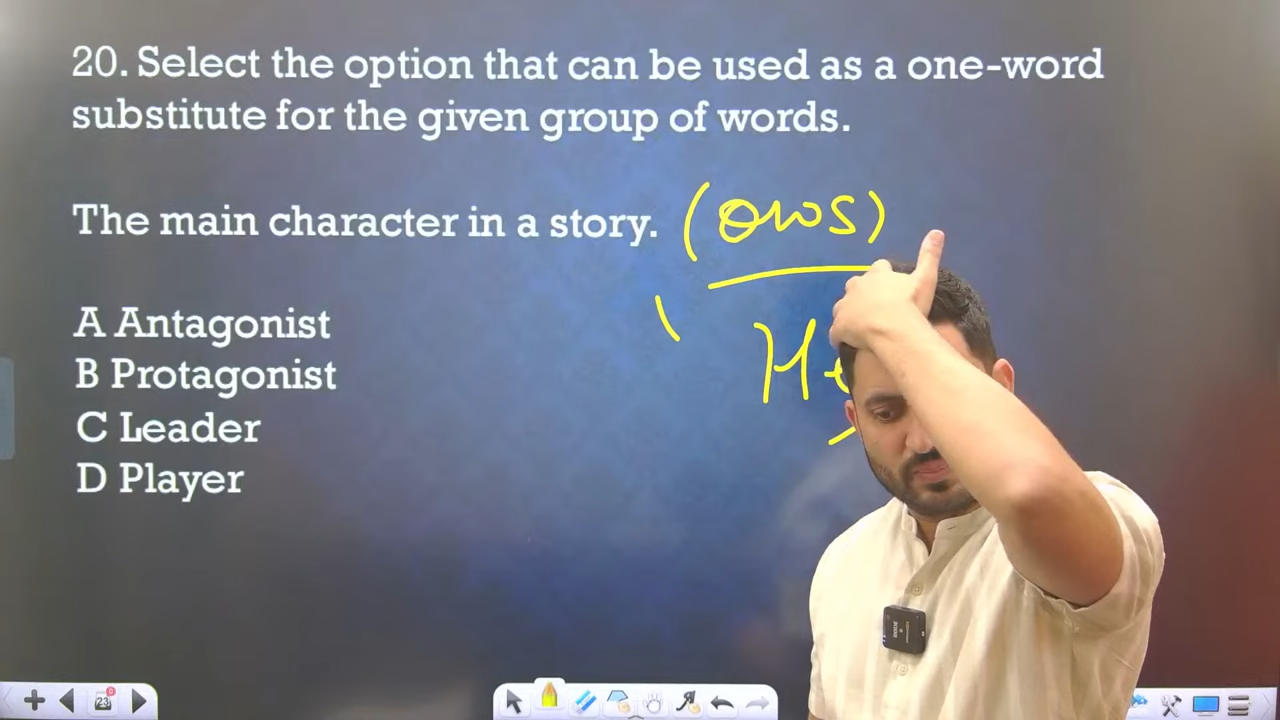 20. Select the option that can be used as a one-word
substitute for the given group of words.
The main character in a story. (OWS)
A Antagonist
B Protagonist
C Leader
D Player
23